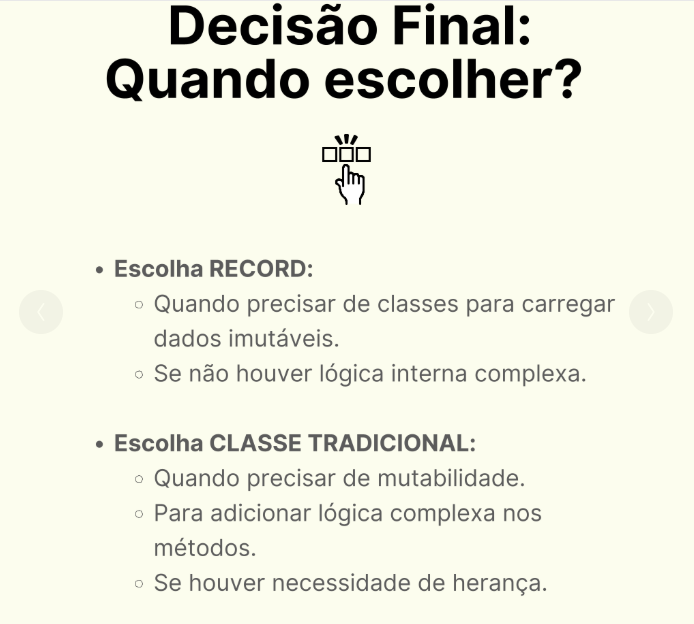 Decisão Final:
Quando escolher?
• Escolha RECORD:
○ Quando precisar de classes para carregar
dados imutáveis.
○ Se não houver lógica interna complexa.
• Escolha CLASSE TRADICIONAL:
○ Quando precisar de mutabilidade.
○ Para adicionar lógica complexa nos
métodos.
○ Se houver necessidade de herança.